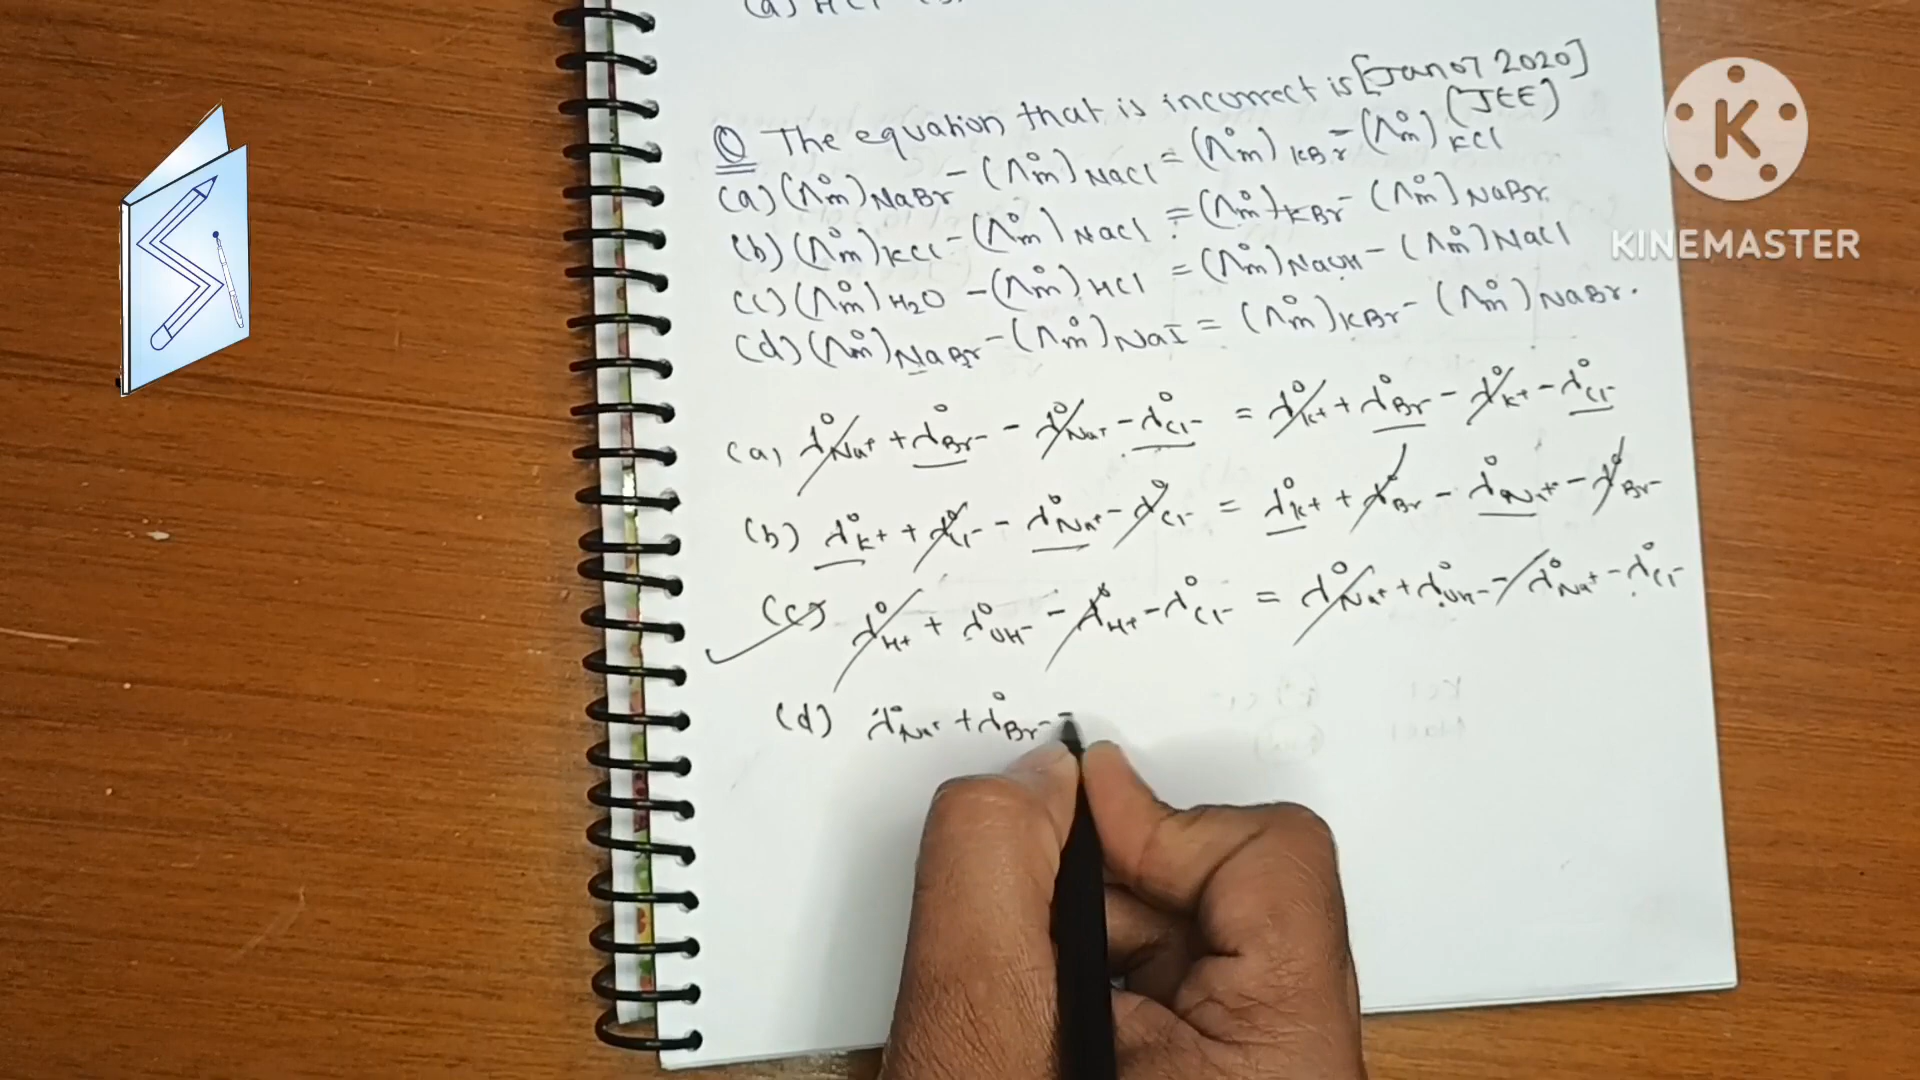 (a) HCl
Q The equation that is incorrect is [Jan 07 2020]
(JEE)
(a) (Λ°m) NaBr - (Λ°m) NaCl = (Λ°m) KBr - (Λ°m) KCl
(b) (Λ°m) KCl - (Λ°m) NaCl = (Λ°m) KBr - (Λ°m) NaBr
(c) (Λ°m) H2O - (Λ°m) HCl = (Λ°m) NaOH - (Λ°m) NaCl
(d) (Λ°m) NaBr - (Λ°m) NaI = (Λ°m) KBr - (Λ°m) NaBr.
(a) λ°Na+ + λ°Br- - λ°Na+ - λ°Cl- = λ°K+ + λ°Br - λ°K+ - λ°Cl-
(b) λ°K+ + λ°Cl- - λ°Na+ - λ°Cl- = λ°K+ + λ°Br - λ°Na+ - λ°Br-
(c) λ°H+ + λ°OH- - λ°H+ - λ°Cl- = λ°Na+ + λ°OH- - λ°Na+ - λ°Cl-
(d) λ°Na+ + λ°Br- -
K
KINEMASTER